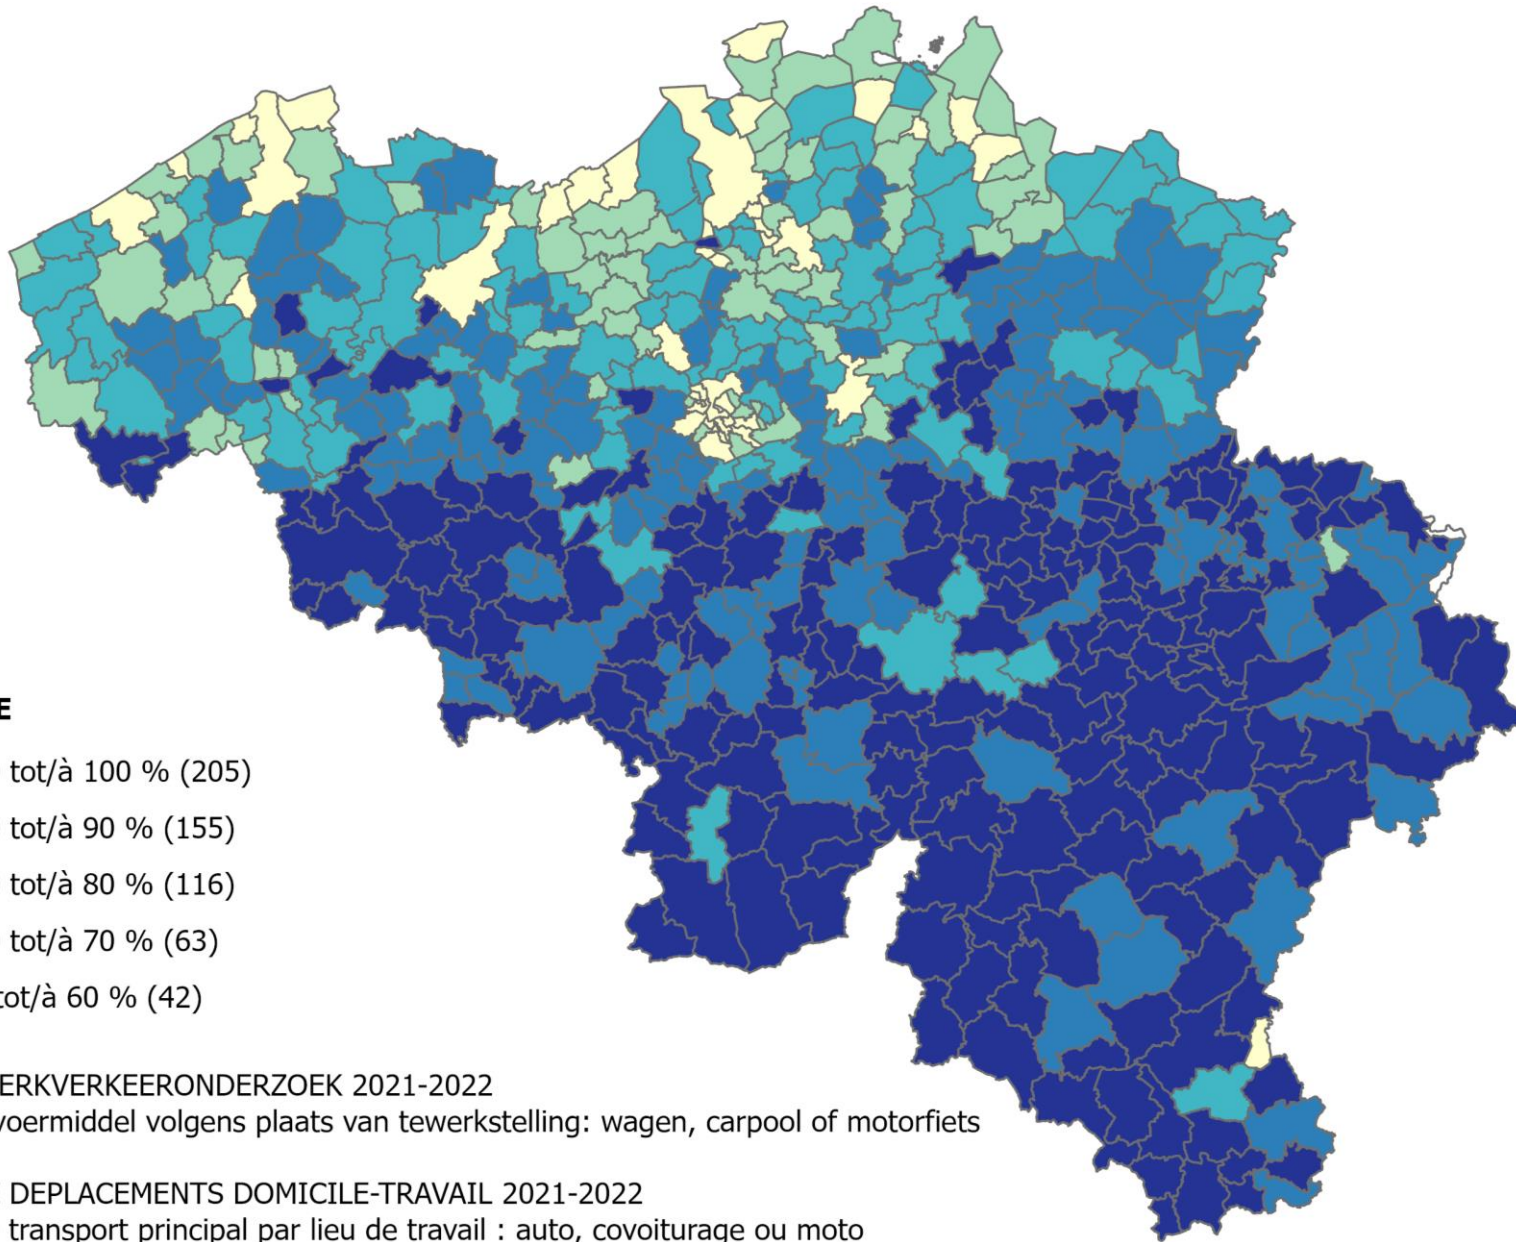 E
tot/à 100 % (205)
tot/à 90 % (155)
tot/à 80 % (116)
tot/à 70 % (63)
tot/à 60 % (42)
ERKVERKEERONDERZOEK 2021-2022
voermiddel volgens plaats van tewerkstelling: wagen, carpool of motorfiets
DEPLACEMENTS DOMICILE-TRAVAIL 2021-2022
transport principal par lieu de travail : auto, covoiturage ou moto